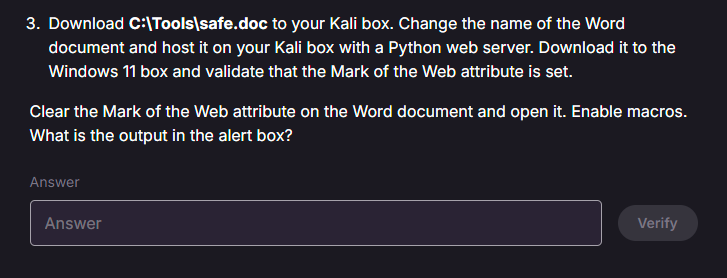 3. Download C:\Tools\safe.doc to your Kali box. Change the name of the Word
document and host it on your Kali box with a Python web server. Download it to the
Windows 11 box and validate that the Mark of the Web attribute is set.
Clear the Mark of the Web attribute on the Word document and open it. Enable macros.
What is the output in the alert box?
Answer
Answer
Verify